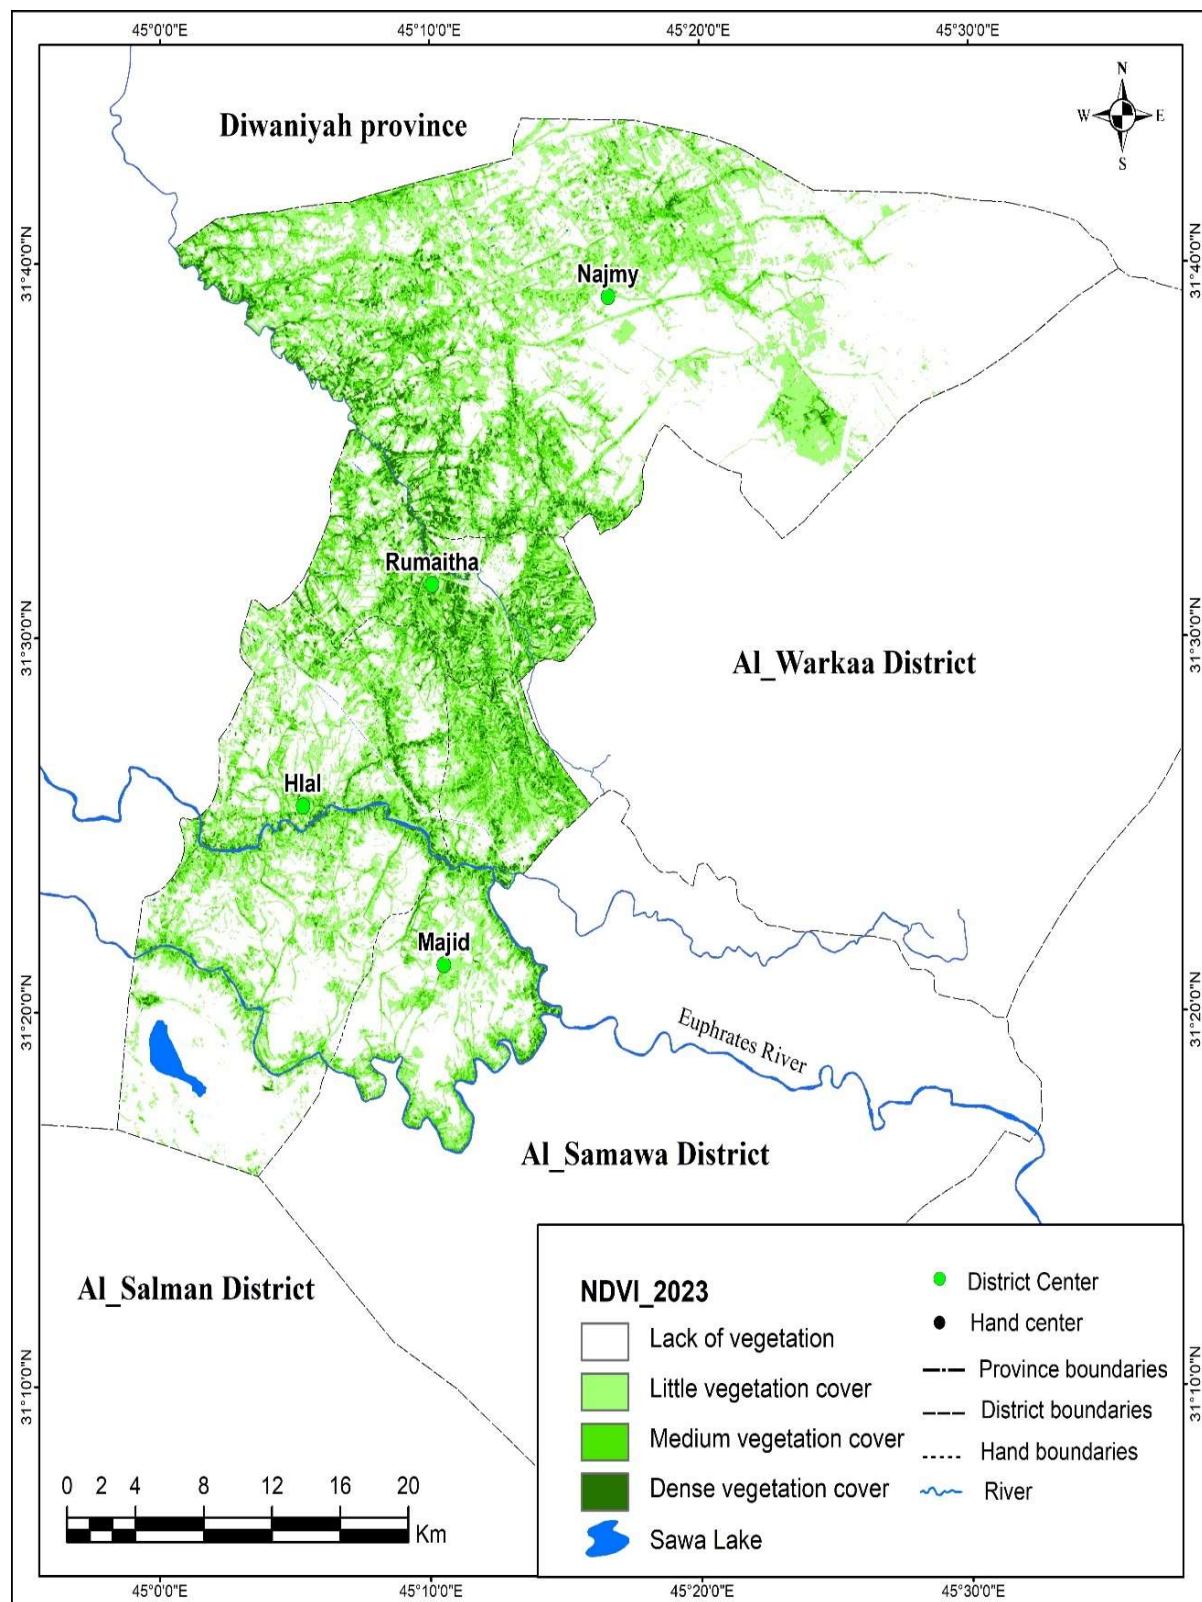 45°0'0"E 45°10'0"E 45°20'0"E 45°30'0"E
N
W E
S
Diwaniyah province
31°40'0"N 31°40'0"N
Najmy
Rumaitha
31°30'0"N 31°30'0"N
Al_Warkaa District
Hlal
Majid
31°20'0"N 31°20'0"N
Euphrates River
Al_Samawa District
Al_Salman District
31°10'0"N 31°10'0"N
NDVI_2023
Lack of vegetation
Little vegetation cover
Medium vegetation cover
Dense vegetation cover
Sawa Lake
District Center
Hand center
Province boundaries
District boundaries
Hand boundaries
River
0 2 4 8 12 16 20
Km
45°0'0"E 45°10'0"E 45°20'0"E 45°30'0"E